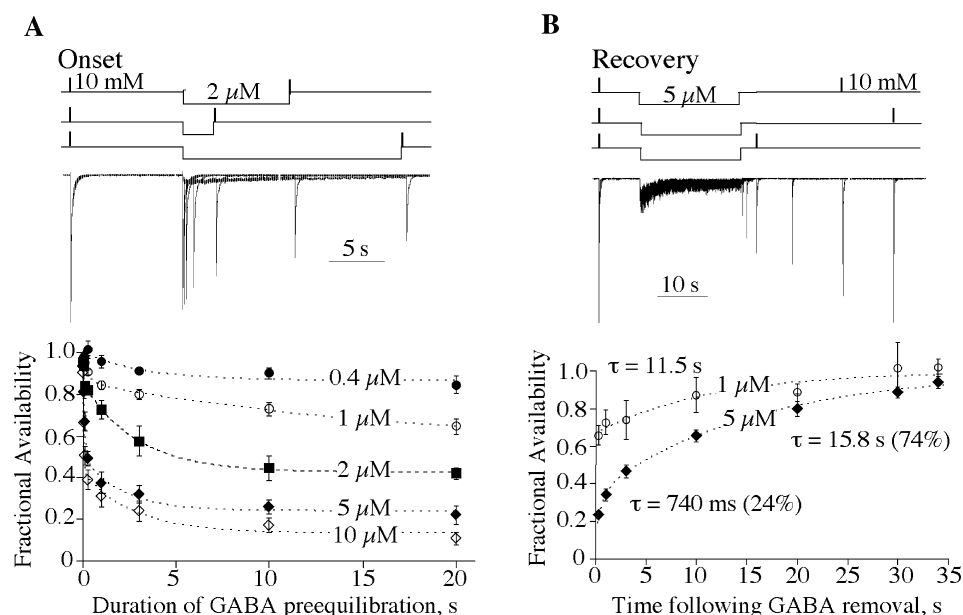 A
Onset
10 mM
2 µM
5 s
Fractional Availability
1.0
0.8
0.6
0.4
0.2
0
0.4 µM
1 µM
2 µM
5 µM
10 µM
0
5
10
15
20
Duration of GABA preequilibration, s
B
Recovery
5 µM
10 mM
10 s
Fractional Availability
1.0
0.8
0.6
0.4
0.2
0
τ = 11.5 s
1 µM
5 µM
τ = 15.8 s (74%)
τ = 740 ms (24%)
0
5
10
15
20
25
30
35
Time following GABA removal, s